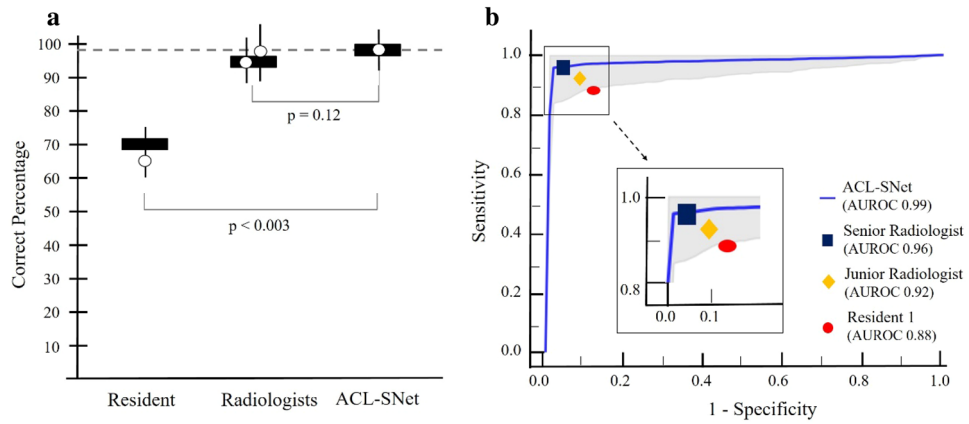 a
Correct Percentage
100
90
80
70
60
50
40
30
20
10
p = 0.12
p < 0.003
Resident
Radiologists
ACL-SNet
b
Sensitivity
1.0
0.8
0.6
0.4
0.2
0.0
0.0
0.2
0.4
0.6
0.8
1.0
1 - Specificity
1.0
0.8
0.0
0.1
ACL-SNet
(AUROC 0.99)
Senior Radiologist
(AUROC 0.96)
Junior Radiologist
(AUROC 0.92)
Resident 1
(AUROC 0.88)